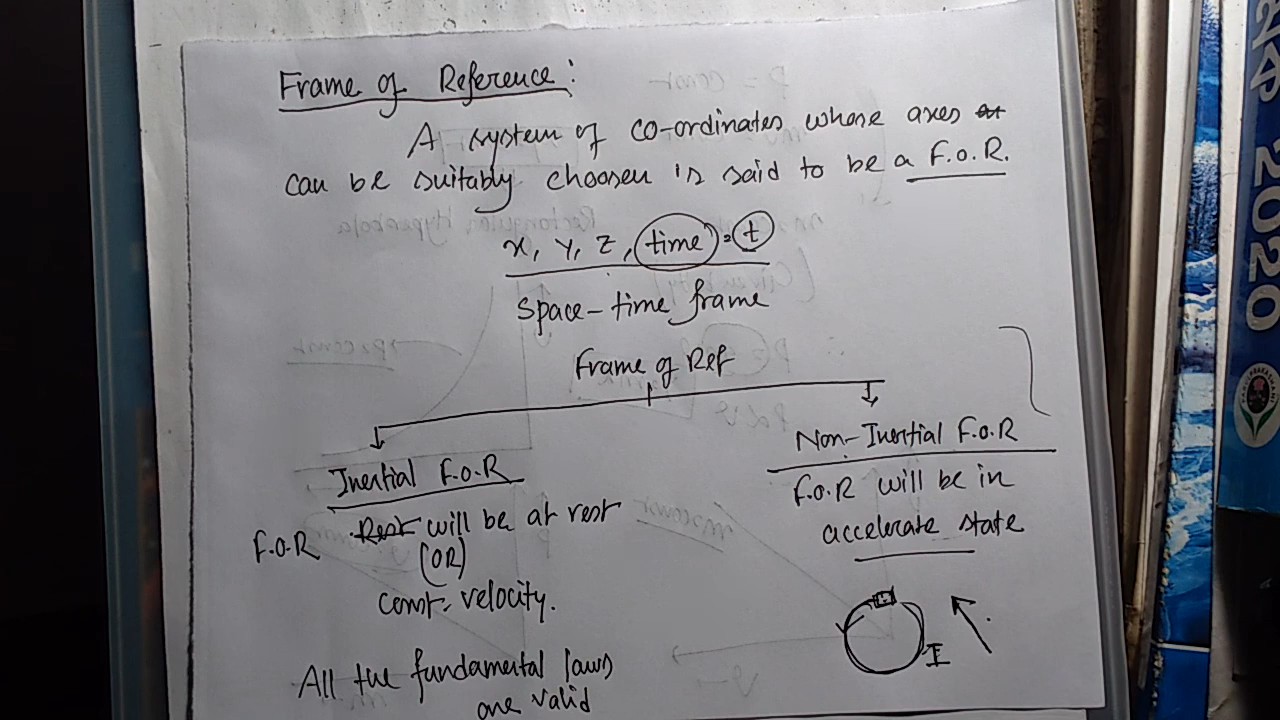 Frame of Reference:
A system of co-ordinates whose axes
can be suitably choosen is said to be a F.O.R.
x, y, z, time = t
Space-time frame
Frame of Ref
Inertial F.O.R
F.O.R will be at rest
(OR)
const. velocity.
All the fundamental laws
are valid
Non-Inertial F.O.R
F.O.R will be in
accelerate state
I
2020